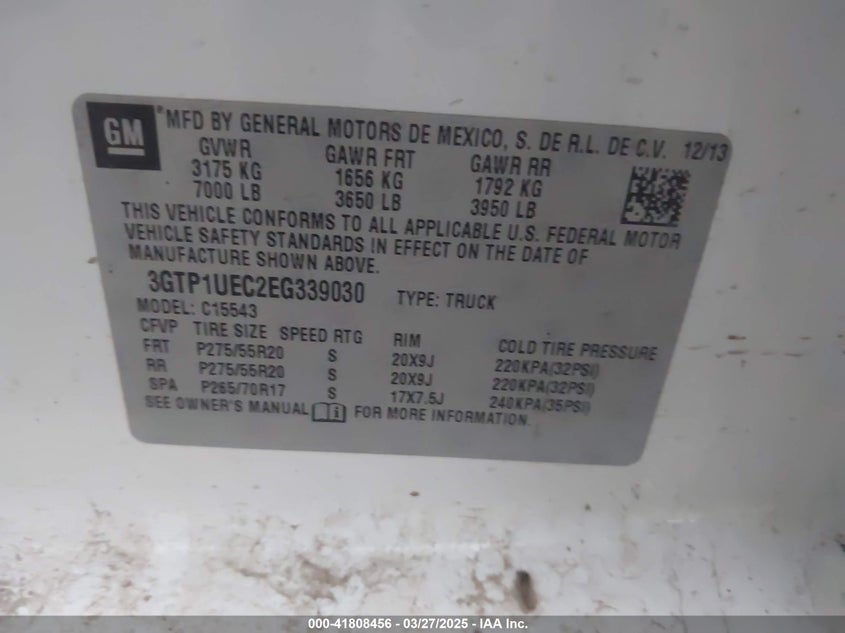 GM
® MFD BY GENERAL MOTORS DE MEXICO, S. DE R.L. DE C.V. 12/13
GVWR GAWR FRT GAWR RR
3175 KG 1656 KG 1792 KG
7000 LB 3650 LB 3950 LB
THIS VEHICLE CONFORMS TO ALL APPLICABLE U.S. FEDERAL MOTOR
VEHICLE SAFETY STANDARDS IN EFFECT ON THE DATE OF
MANUFACTURE SHOWN ABOVE.
3GTP1UEC2EG339030 TYPE: TRUCK
MODEL: C15543
CFVP TIRE SIZE SPEED RTG RIM COLD TIRE PRESSURE
FRT P275/55R20 S 20X9J 220KPA(32PSI)
RR P275/55R20 S 20X9J 220KPA(32PSI)
SPA P265/70R17 S 17X7.5J 240KPA(35PSI)
SEE OWNER'S MANUAL FOR MORE INFORMATION.
000-41808456 - 03/27/2025 - IAA Inc.